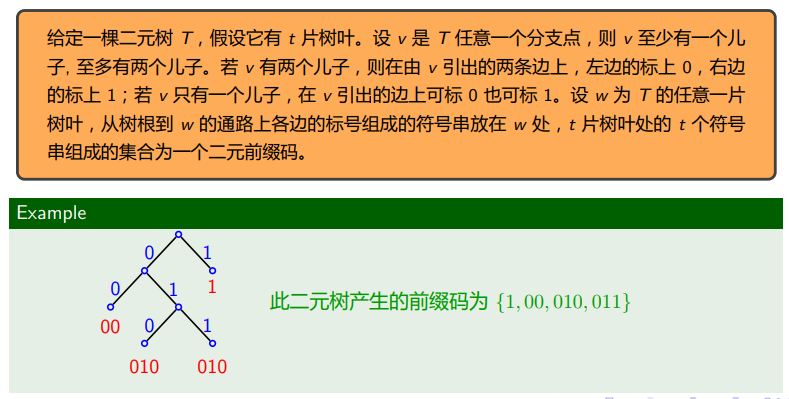 给定一棵二元树 T，假设它有 t 片树叶。设 v 是 T 任意一个分支点，则 v 至少有一个儿
子, 至多有两个儿子。若 v 有两个儿子，则在由 v 引出的两条边上，左边的标上 0，右边
的标上 1；若 v 只有一个儿子，在 v 引出的边上可标 0 也可标 1。设 w 为 T 的任意一片
树叶，从树根到 w 的通路上各边的标号组成的符号串放在 w 处，t 片树叶处的 t 个符号
串组成的集合为一个二元前缀码。
Example
0 1
0 1 1
此二元树产生的前缀码为 {1, 00, 010, 011}
00 0 1
010 010